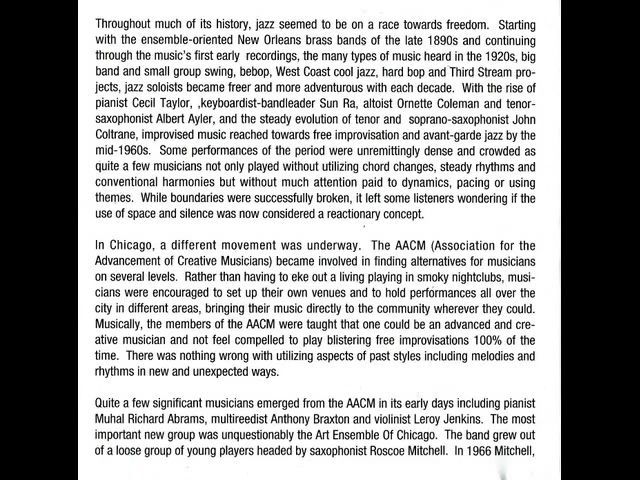 Throughout much of its history, jazz seemed to be on a race towards freedom.  Starting
with the ensemble-oriented New Orleans brass bands of the late 1890s and continuing
through the music's first early  recordings, the many types of music heard in the 1920s, big
band and small group swing, bebop, West Coast cool jazz, hard bop and Third Stream pro-
jects, jazz soloists became freer and more adventurous with each decade.  With the rise of
pianist Cecil Taylor, ,keyboardist-bandleader Sun Ra, altoist Ornette Coleman and tenor-
saxophonist Albert Ayler, and the steady evolution of tenor and  soprano-saxophonist John
Coltrane, improvised music reached towards free improvisation and avant-garde jazz by the
mid-1960s.  Some performances of the period were unremittingly dense and crowded as
quite a few musicians not only played without utilizing chord changes, steady rhythms and
conventional harmonies but without much attention paid to dynamics, pacing or using
themes.  While boundaries were successfully broken, it left some listeners wondering if the
use of space and silence was now considered a reactionary concept.
In Chicago, a different movement was underway.  The AACM (Association for the
Advancement of Creative Musicians) became involved in finding alternatives for musicians
on several levels.  Rather than having to eke out a living playing in smoky nightclubs, musi-
cians were encouraged to set up their own venues and to hold performances all over the
city in different areas, bringing their music directly to the community wherever they could.
Musically, the members of the AACM were taught that one could be an advanced and cre-
ative musician and not feel compelled to play blistering free improvisations 100% of the
time.  There was nothing wrong with utilizing aspects of past styles including melodies and
rhythms in new and unexpected ways.
Quite a few significant musicians emerged from the AACM in its early days including pianist
Muhal Richard Abrams, multireedist Anthony Braxton and violinist Leroy Jenkins.  The most
important new group was unquestionably the Art Ensemble Of Chicago.  The band grew out
of a loose group of young players headed by saxophonist Roscoe Mitchell.  In 1966 Mitchell,